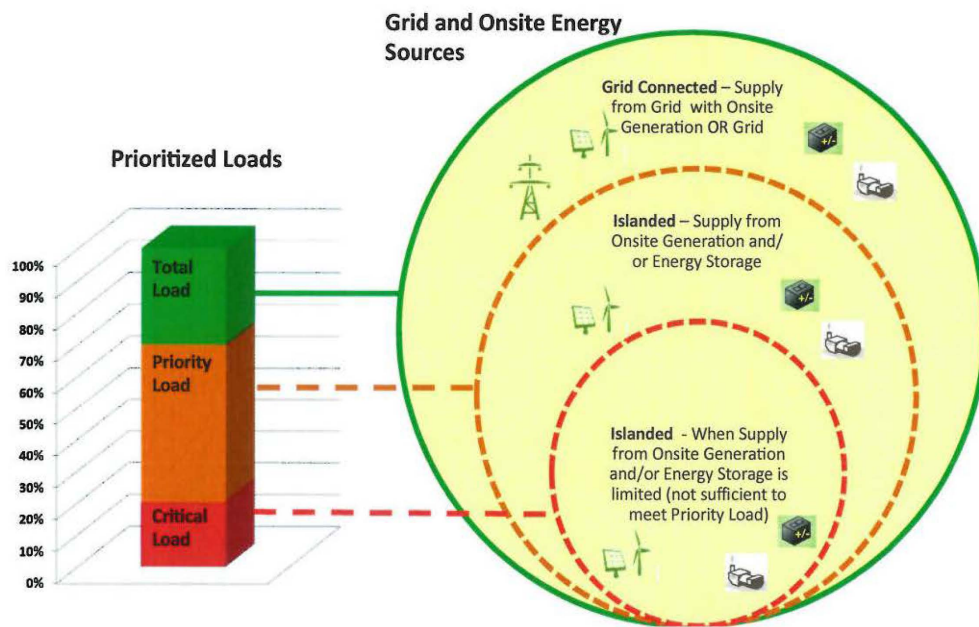 Grid and Onsite Energy
Sources
Grid Connected – Supply
from Grid with Onsite
Generation OR Grid
+/-
Prioritized Loads
Islanded – Supply from
Onsite Generation and/
or Energy Storage
+/-
100%
90%
80%
70%
60%
50%
40%
30%
20%
10%
0%
Total
Load
Priority
Load
Critical
Load
Islanded - When Supply
from Onsite Generation
and/or Energy Storage is
limited (not sufficient to
meet Priority Load)
+/-